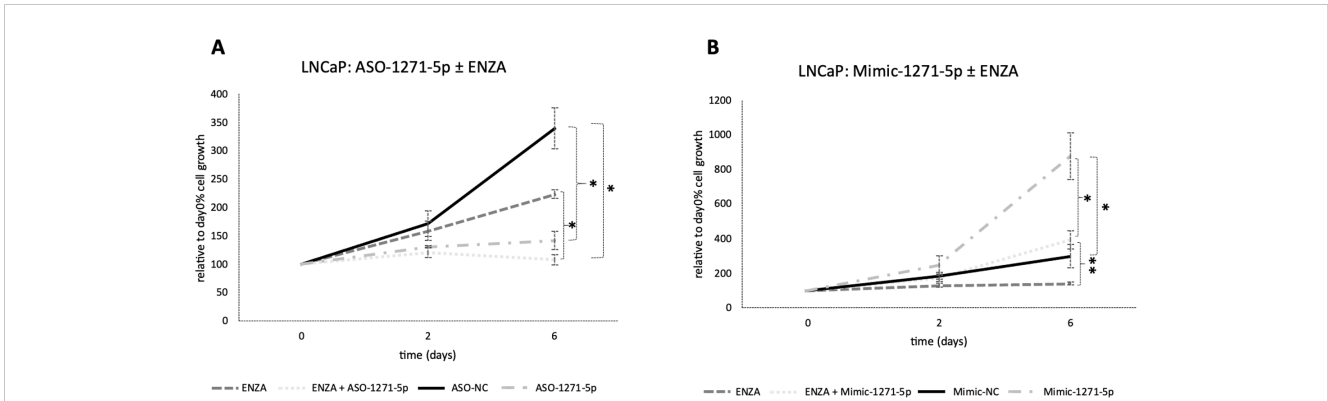 A
LNCaP: ASO-1271-5p ± ENZA
relative to day0% cell growth
400
350
300
250
200
150
100
50
0
0 2 6
time (days)
* * *
ENZA ENZA + ASO-1271-5p ASO-NC ASO-1271-5p
B
LNCaP: Mimic-1271-5p ± ENZA
relative to day0% cell growth
1200
1000
800
600
400
200
0
0 2 6
time (days)
* * **
ENZA ENZA + Mimic-1271-5p Mimic-NC Mimic-1271-5p